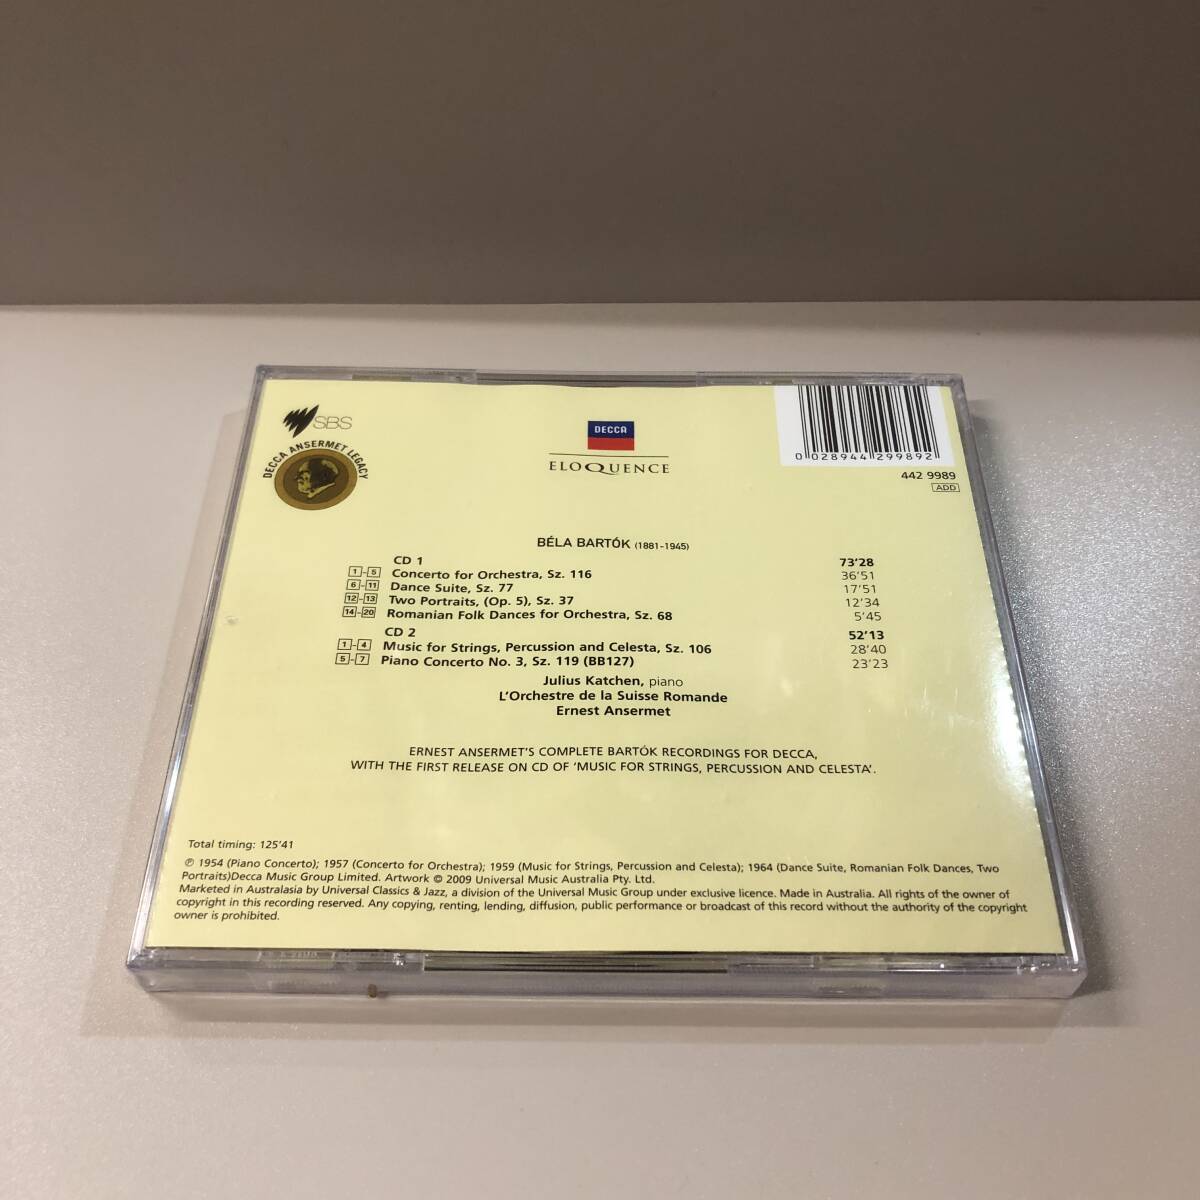 SBS
DECCA ANSERMET LEGACY
DECCA
ELOQUENCE
0 028944 299892
442 9989
ADD
BÉLA BARTÓK (1881-1945)
CD 1 73'28
1-5 Concerto for Orchestra, Sz. 116 36'51
6-11 Dance Suite, Sz. 77 17'51
12-13 Two Portraits, (Op. 5), Sz. 37 12'34
14-20 Romanian Folk Dances for Orchestra, Sz. 68 5'45
CD 2 52'13
1-4 Music for Strings, Percussion and Celesta, Sz. 106 28'40
5-7 Piano Concerto No. 3, Sz. 119 (BB127) 23'23
Julius Katchen, piano
L'Orchestre de la Suisse Romande
Ernest Ansermet
ERNEST ANSERMET'S COMPLETE BARTÓK RECORDINGS FOR DECCA,
WITH THE FIRST RELEASE ON CD OF 'MUSIC FOR STRINGS, PERCUSSION AND CELESTA'.
Total timing: 125'41
℗ 1954 (Piano Concerto); 1957 (Concerto for Orchestra); 1959 (Music for Strings, Percussion and Celesta); 1964 (Dance Suite, Romanian Folk Dances, Two
Portraits)Decca Music Group Limited. Artwork © 2009 Universal Music Australia Pty. Ltd.
Marketed in Australasia by Universal Classics & Jazz, a division of the Universal Music Group under exclusive licence. Made in Australia. All rights of the owner of
copyright in this recording reserved. Any copying, renting, lending, diffusion, public performance or broadcast of this record without the authority of the copyright
owner is prohibited.